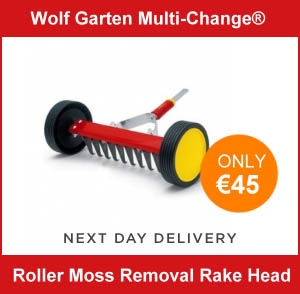 Wolf Garten Multi-Change®
ONLY
€45
NEXT DAY DELIVERY
Roller Moss Removal Rake Head